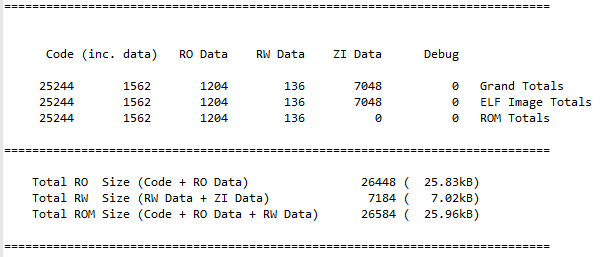 ==============================================================================
Code (inc. data)   RO Data    RW Data    ZI Data      Debug
25244       1562       1204        136       7048          0   Grand Totals
25244       1562       1204        136       7048          0   ELF Image Totals
25244       1562       1204        136          0          0   ROM Totals
==============================================================================
Total RO  Size (Code + RO Data)                26448 (  25.83kB)
Total RW  Size (RW Data + ZI Data)              7184 (   7.02kB)
Total ROM Size (Code + RO Data + RW Data)      26584 (  25.96kB)
==============================================================================